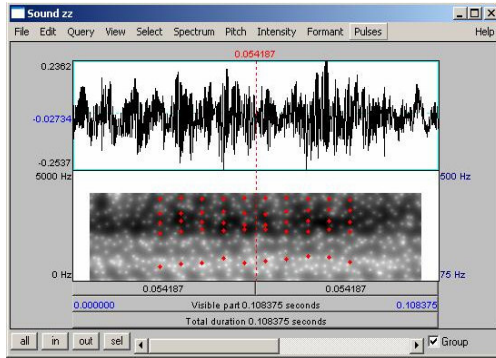 Sound zz
File Edit Query View Select Spectrum Pitch Intensity Formant Pulses Help
0.054187
0.2362
-0.02734
-0.2637
5000 Hz 500 Hz
0 Hz 75 Hz
0.054187 0.054187
0.000000 Visible part 0.108375 seconds 0.108375
Total duration 0.108375 seconds
all in out sel Group